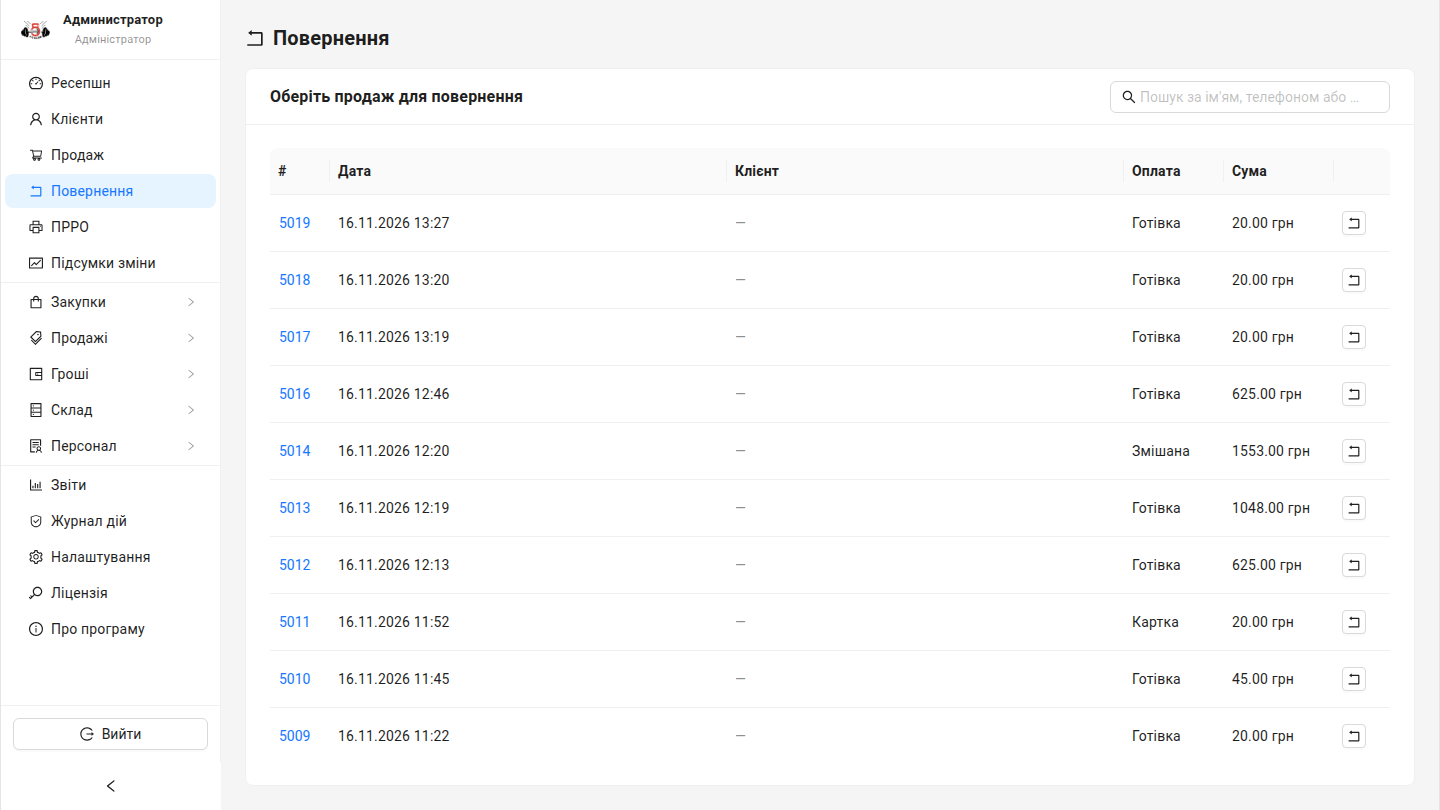 Администратор
Адміністратор
Ресепшн
Клієнти
Продаж
Повернення
ПРРО
Підсумки зміни
Закупки
Продажі
Гроші
Склад
Персонал
Звіти
Журнал дій
Налаштування
Ліцензія
Про програму
Вийти
Повернення
Оберіть продаж для повернення
Пошук за ім'ям, телефоном або ...
# Дата Клієнт Оплата Сума
5019 16.11.2026 13:27 — Готівка 20.00 грн
5018 16.11.2026 13:20 — Готівка 20.00 грн
5017 16.11.2026 13:19 — Готівка 20.00 грн
5016 16.11.2026 12:46 — Готівка 625.00 грн
5014 16.11.2026 12:20 — Змішана 1553.00 грн
5013 16.11.2026 12:19 — Готівка 1048.00 грн
5012 16.11.2026 12:13 — Готівка 625.00 грн
5011 16.11.2026 11:52 — Картка 20.00 грн
5010 16.11.2026 11:45 — Готівка 45.00 грн
5009 16.11.2026 11:22 — Готівка 20.00 грн